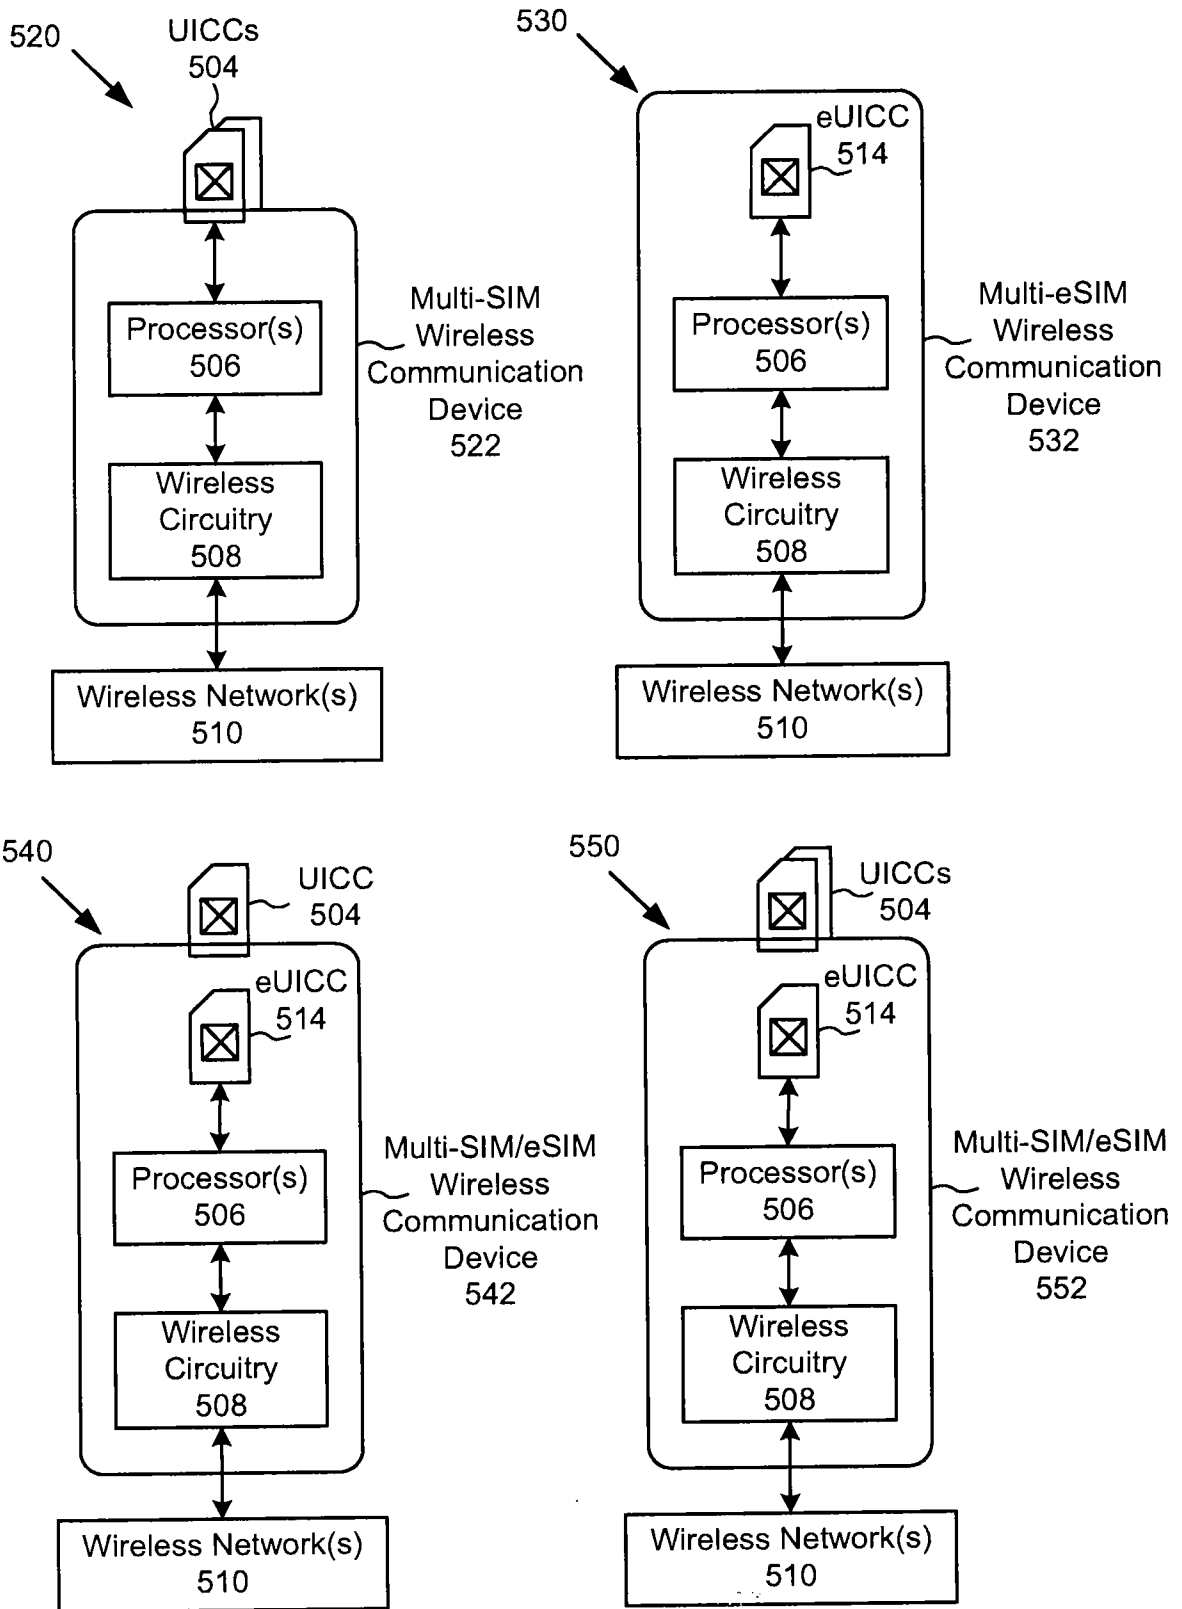 520
UICCs
504
Processor(s)
506
Wireless
Circuitry
508
Multi-SIM
Wireless
Communication
Device
522
Wireless Network(s)
510
530
eUICC
514
Processor(s)
506
Wireless
Circuitry
508
Multi-eSIM
Wireless
Communication
Device
532
Wireless Network(s)
510
540
UICC
504
eUICC
514
Processor(s)
506
Wireless
Circuitry
508
Multi-SIM/eSIM
Wireless
Communication
Device
542
Wireless Network(s)
510
550
UICCs
504
eUICC
514
Processor(s)
506
Wireless
Circuitry
508
Multi-SIM/eSIM
Wireless
Communication
Device
552
Wireless Network(s)
510